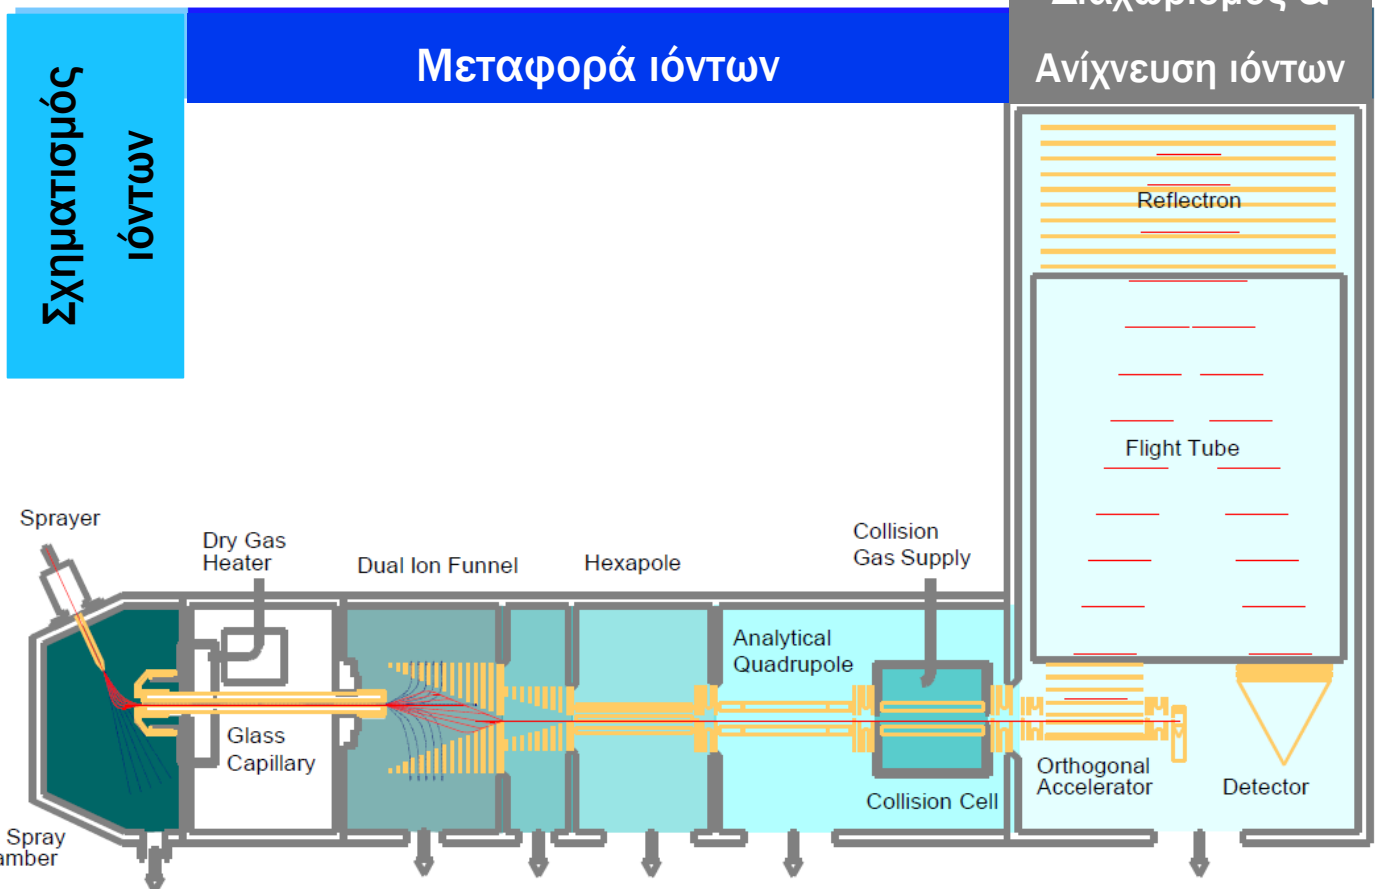 Διαχωρισμός &
Ανίχνευση ιόντων
Μεταφορά ιόντων
Σχηματισμός
ιόντων
Reflectron
Flight Tube
Sprayer
Dry Gas
Heater
Dual Ion Funnel
Hexapole
Collision
Gas Supply
Analytical
Quadrupole
Glass
Capillary
Collision Cell
Orthogonal
Accelerator
Detector
Spray
amber